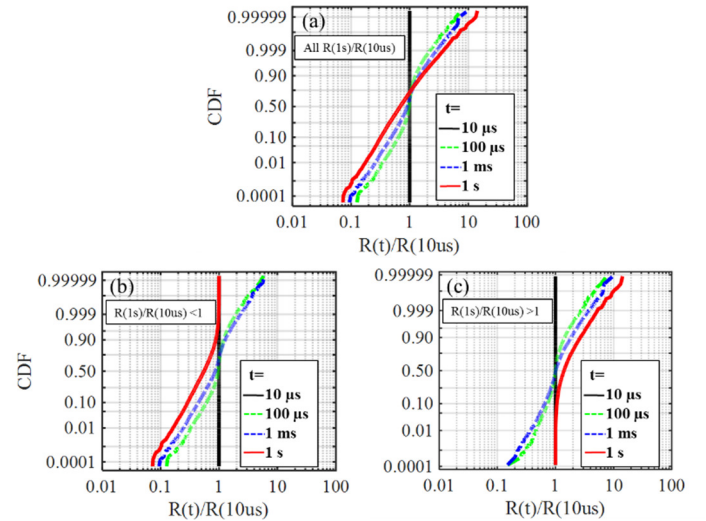 (a)
All R(1s)/R(10us)
CDF
0.99999
0.999
0.90
0.50
0.10
0.01
0.0001
t=
10 μs
100 μs
1 ms
1 s
0.01 0.1 1 10 100
R(t)/R(10us)
(b)
R(1s)/R(10us) <1
CDF
0.99999
0.999
0.90
0.50
0.10
0.01
0.0001
t=
10 μs
100 μs
1 ms
1 s
0.01 0.1 1 10 100
R(t)/R(10us)
(c)
R(1s)/R(10us) >1
0.99999
0.999
0.90
0.50
0.10
0.01
0.0001
t=
10 μs
100 μs
1 ms
1 s
0.01 0.1 1 10 100
R(t)/R(10us)